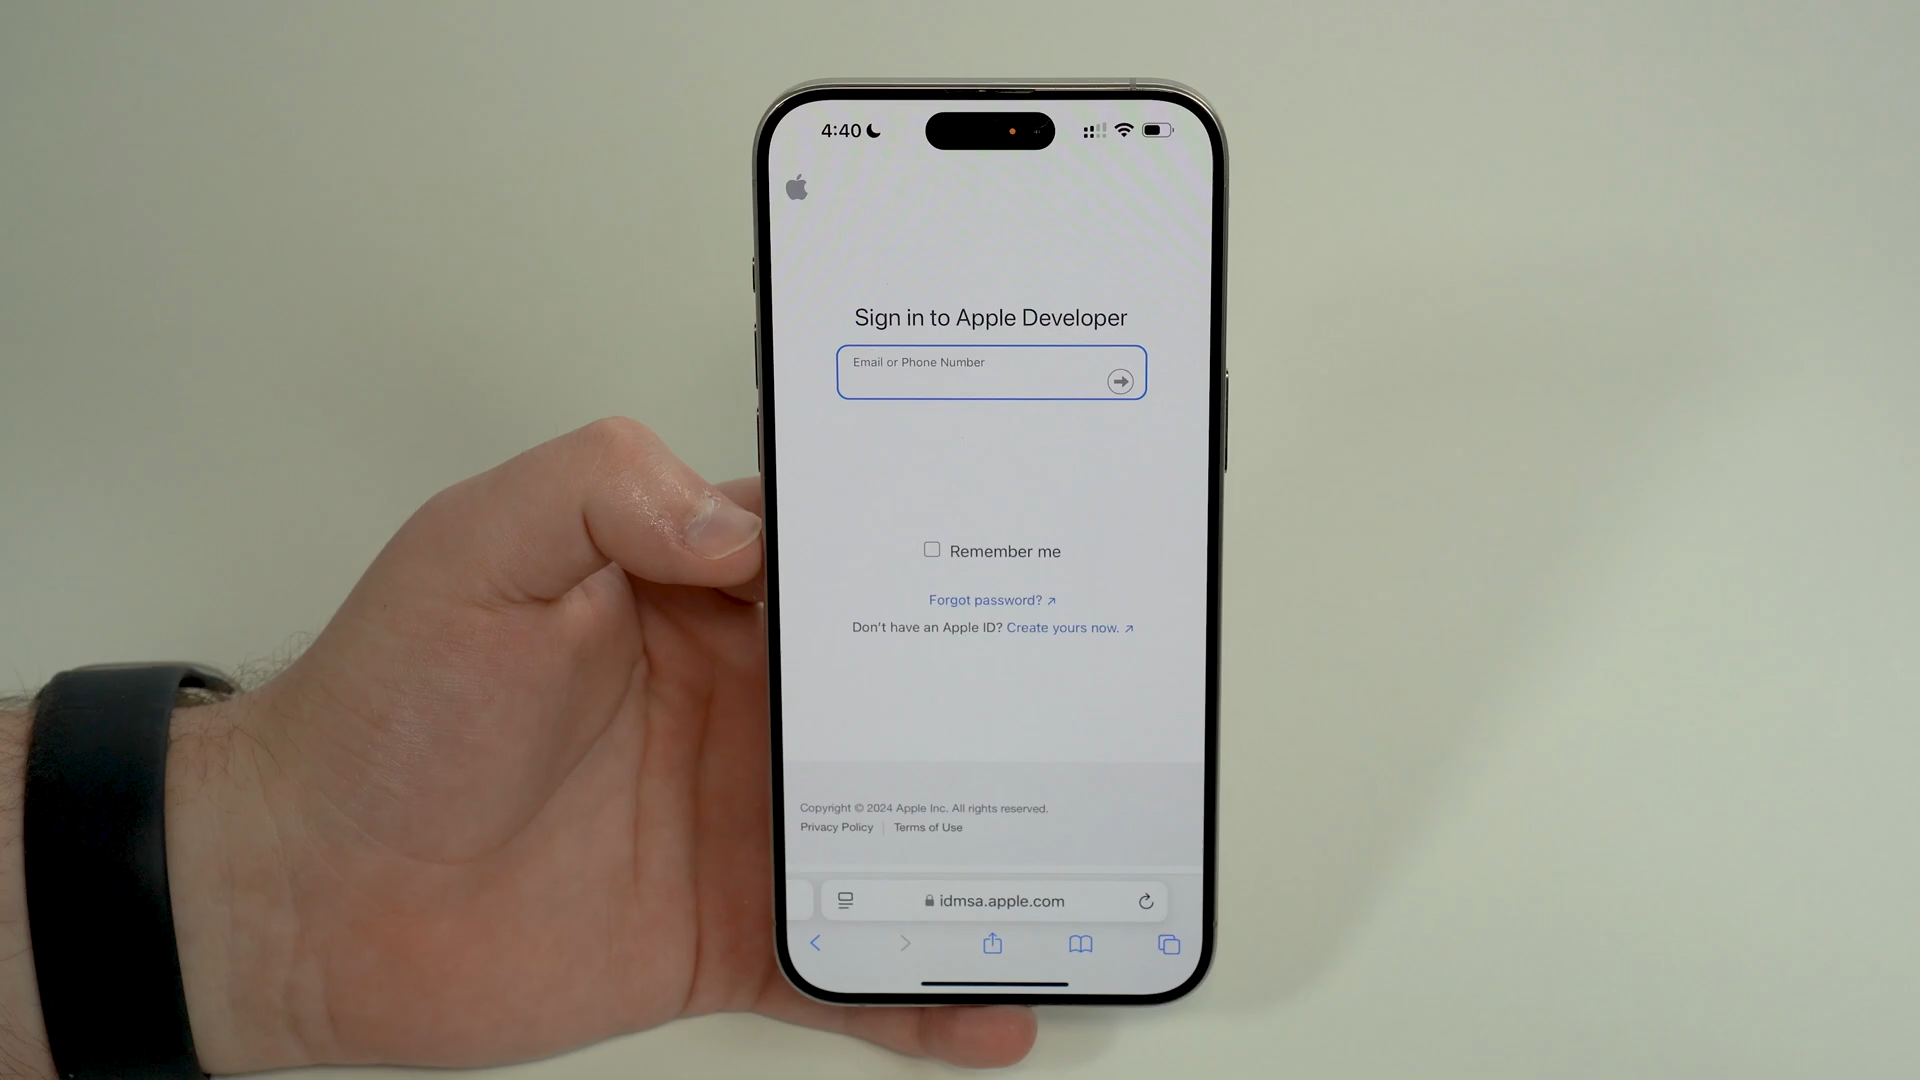 4:40
Sign in to Apple Developer
Email or Phone Number
Remember me
Forgot password? ↗
Don't have an Apple ID? Create yours now. ↗
Copyright © 2024 Apple Inc. All rights reserved.
Privacy Policy | Terms of Use
idmsa.apple.com